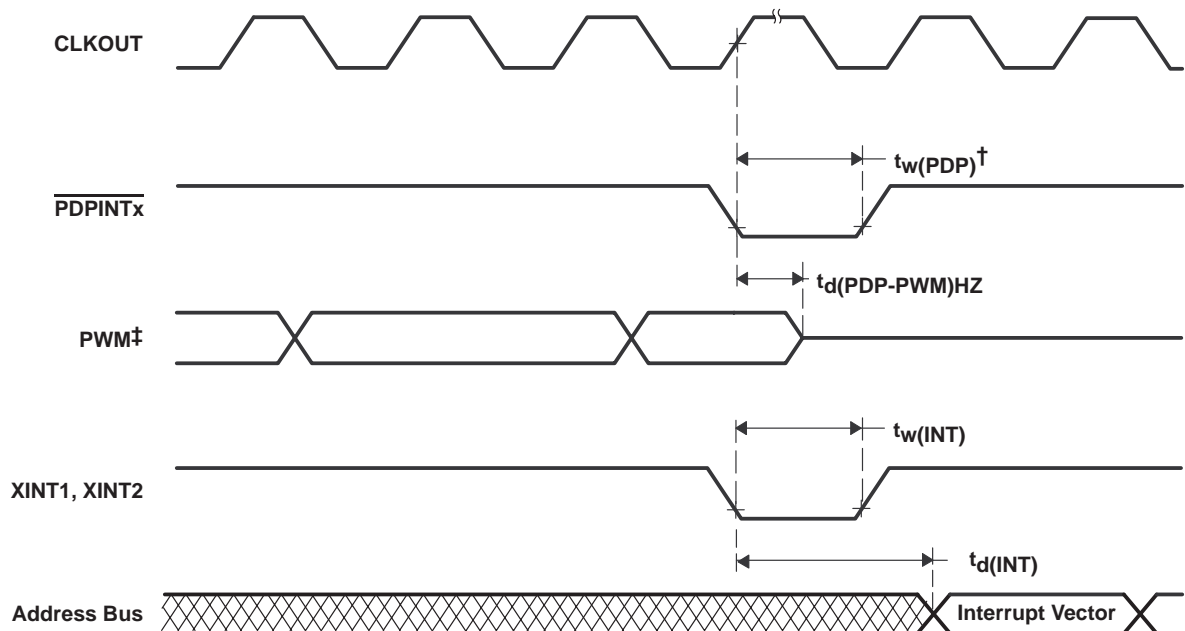 CLKOUT
tw(PDP)†
PDPINTx
td(PDP-PWM)HZ
PWM‡
tw(INT)
XINT1, XINT2
td(INT)
Address Bus
Interrupt Vector